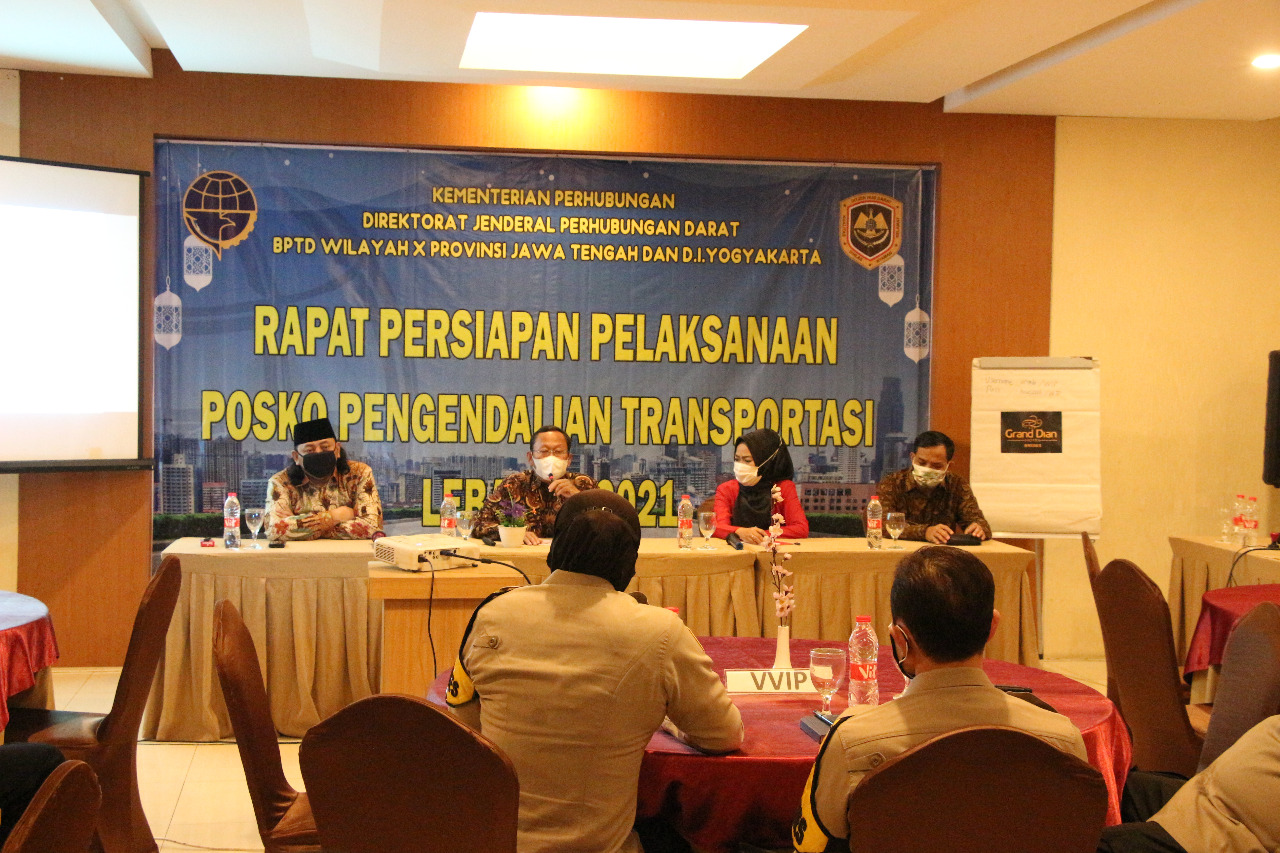 KEMENTERIAN PERHUBUNGAN
DIREKTORAT JENDERAL PERHUBUNGAN DARAT
BPTD WILAYAH X PROVINSI JAWA TENGAH DAN D.I.YOGYAKARTA
RAPAT PERSIAPAN PELAKSANAAN
POSKO PENGENDALIAN TRANSPORTASI
2021
Grand Dian
VVIP